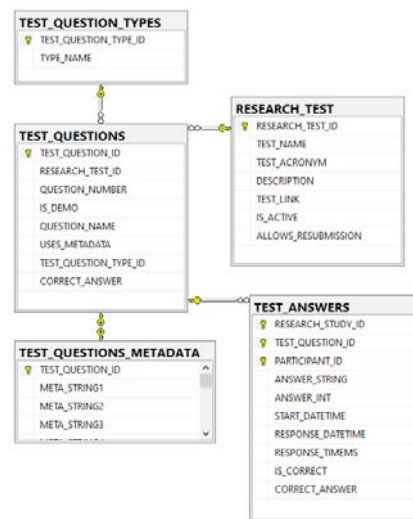 TEST_QUESTION_TYPES
TEST_QUESTION_TYPE_ID
TYPE_NAME
TEST_QUESTIONS
TEST_QUESTION_ID
RESEARCH_TEST_ID
QUESTION_NUMBER
IS_DEMO
QUESTION_NAME
USES_METADATA
TEST_QUESTION_TYPE_ID
CORRECT_ANSWER
RESEARCH_TEST
RESEARCH_TEST_ID
TEST_NAME
TEST_ACRONYM
DESCRIPTION
TEST_LINK
IS_ACTIVE
ALLOWS_RESUBMISSION
TEST_QUESTIONS_METADATA
TEST_QUESTION_ID
META_STRING1
META_STRING2
META_STRING3
TEST_ANSWERS
RESEARCH_STUDY_ID
TEST_QUESTION_ID
PARTICIPANT_ID
ANSWER_STRING
ANSWER_INT
START_DATETIME
RESPONSE_DATETIME
RESPONSE_TIMEMS
IS_CORRECT
CORRECT_ANSWER